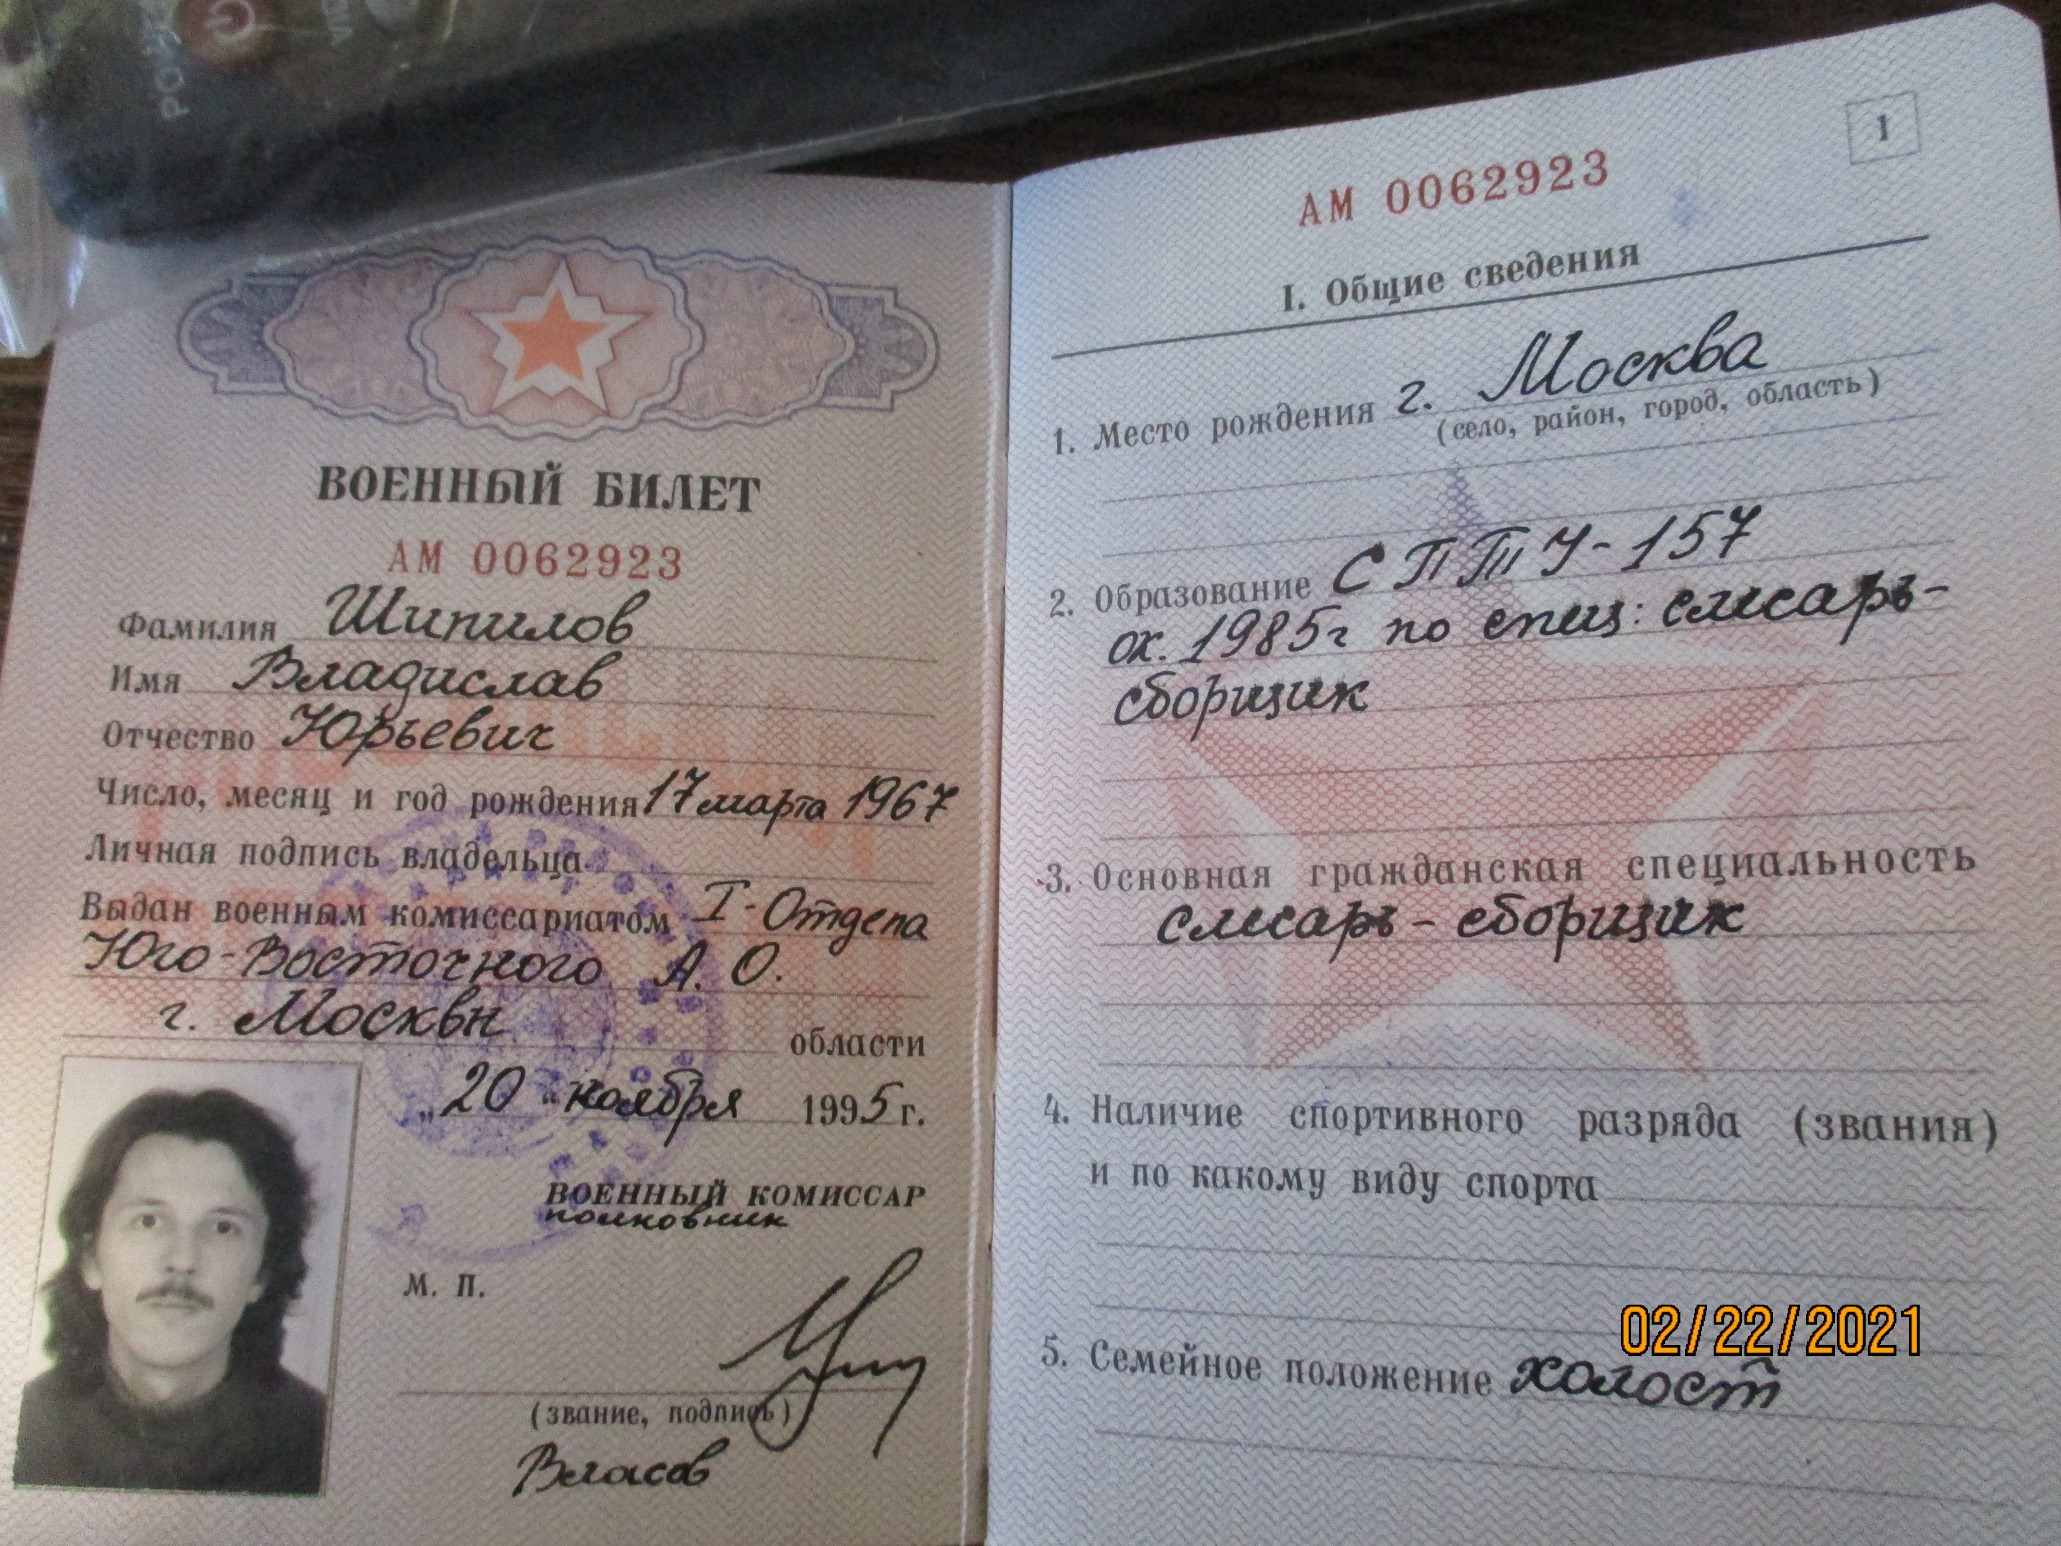 POWER
ВОЕННЫЙ БИЛЕТ
АМ 0062923
Фамилия Шипилов
Имя Владислав
Отчество Юрьевич
Число, месяц и год рождения 17 марта 1967
Личная подпись владельца
Выдан военным комиссариатом I-Отдела
Юго-Восточного А. О.
г. Москвы
области
„20“ ноября 1995 г.
ВОЕННЫЙ КОМИССАР
полковник
М. П.
(звание, подпись)
Власов
1
АМ 0062923
I. Общие сведения
1. Место рождения г. Москва
(село, район, город, область)
2. Образование СПТУ-157
ок. 1985г по спец: слесарь-
сборщик
3. Основная гражданская специальность
слесарь-сборщик
4. Наличие спортивного разряда (звания)
и по какому виду спорта
02/22/2021
5. Семейное положение холост